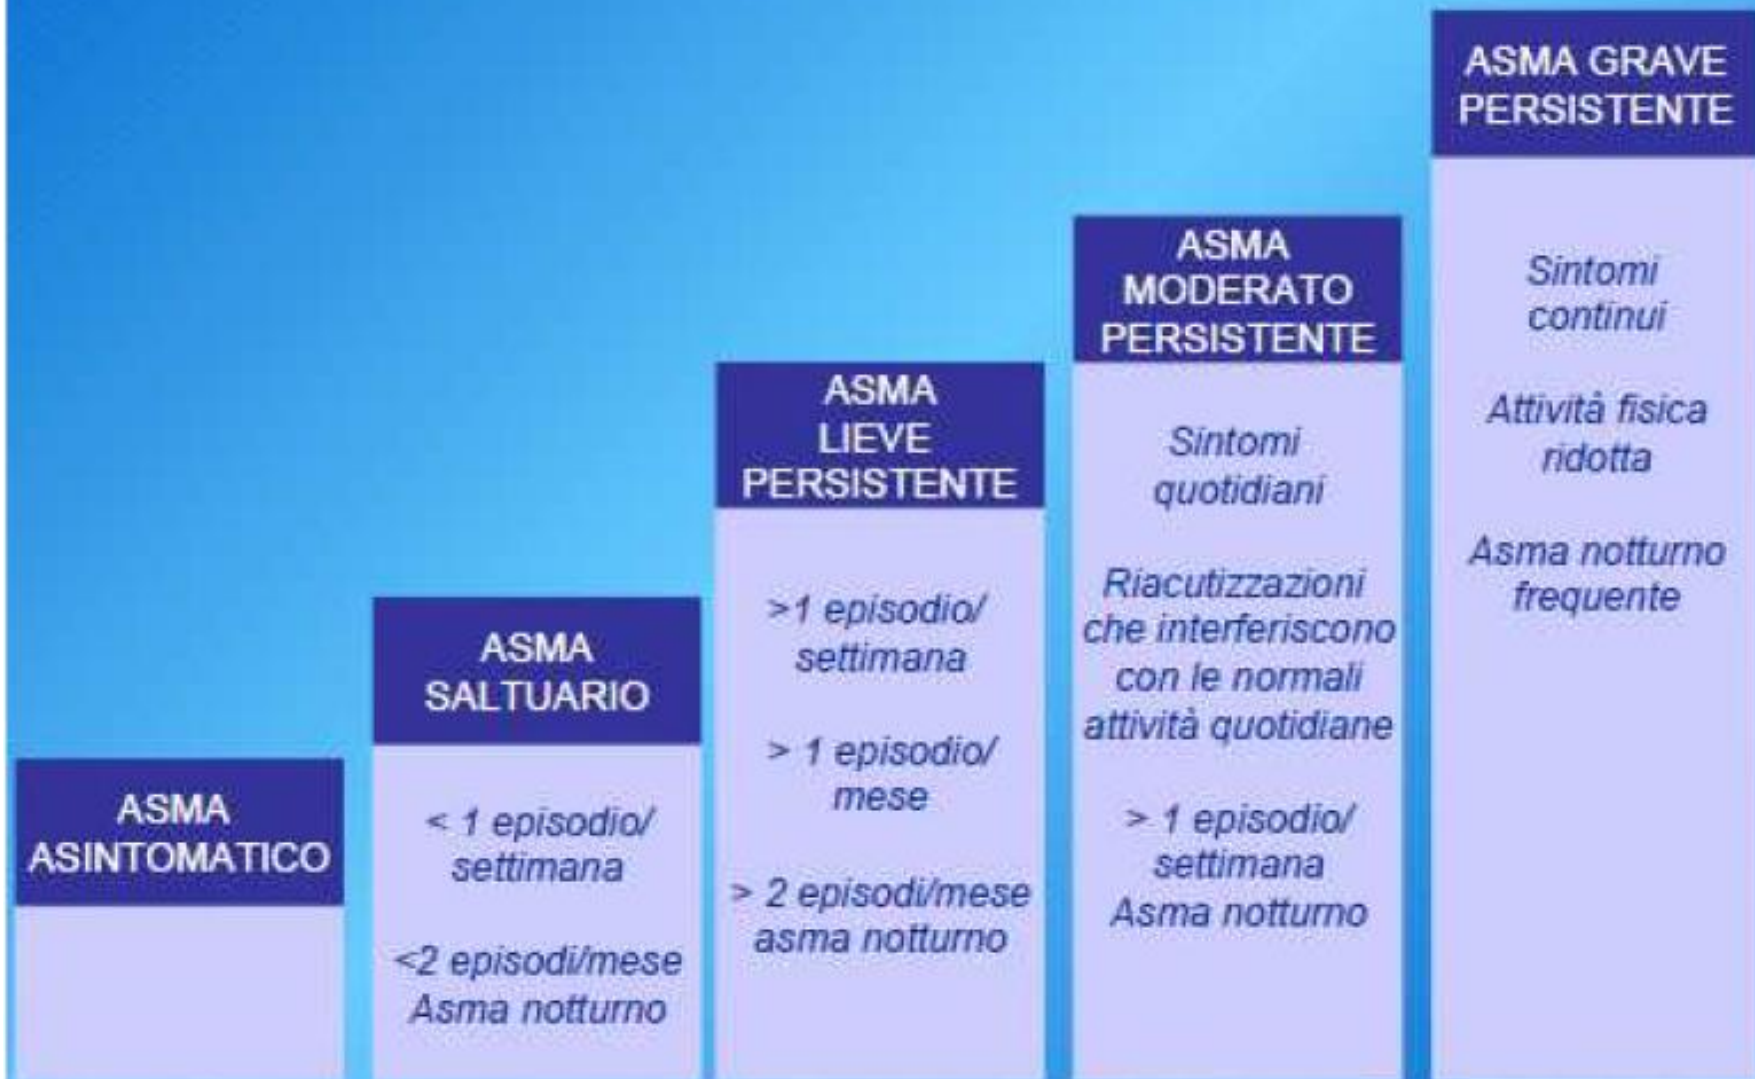 ASMA
ASINTOMATICO
ASMA
SALTUARIO
< 1 episodio/
settimana
<2 episodi/mese
Asma notturno
ASMA
LIEVE
PERSISTENTE
>1 episodio/
settimana
> 1 episodio/
mese
> 2 episodi/mese
asma notturno
ASMA
MODERATO
PERSISTENTE
Sintomi
quotidiani
Riacutizzazioni
che interferiscono
con le normali
attività quotidiane
> 1 episodio/
settimana
Asma notturno
ASMA GRAVE
PERSISTENTE
Sintomi
continui
Attività fisica
ridotta
Asma notturno
frequente